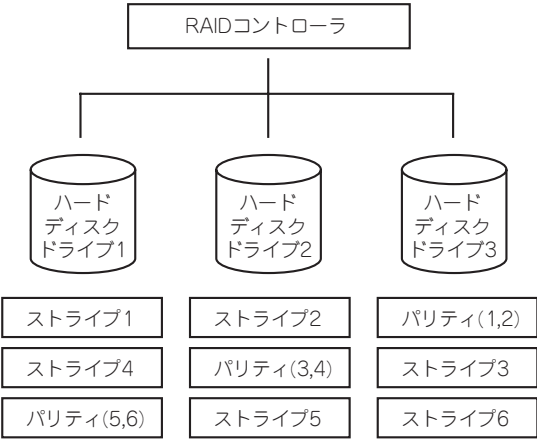 RAIDコントローラ
ハード
ディスク
ドライブ1
ハード
ディスク
ドライブ2
ハード
ディスク
ドライブ3
ストライプ1
ストライプ2
パリティ(1,2)
ストライプ4
パリティ(3,4)
ストライプ3
パリティ(5,6)
ストライプ5
ストライプ6